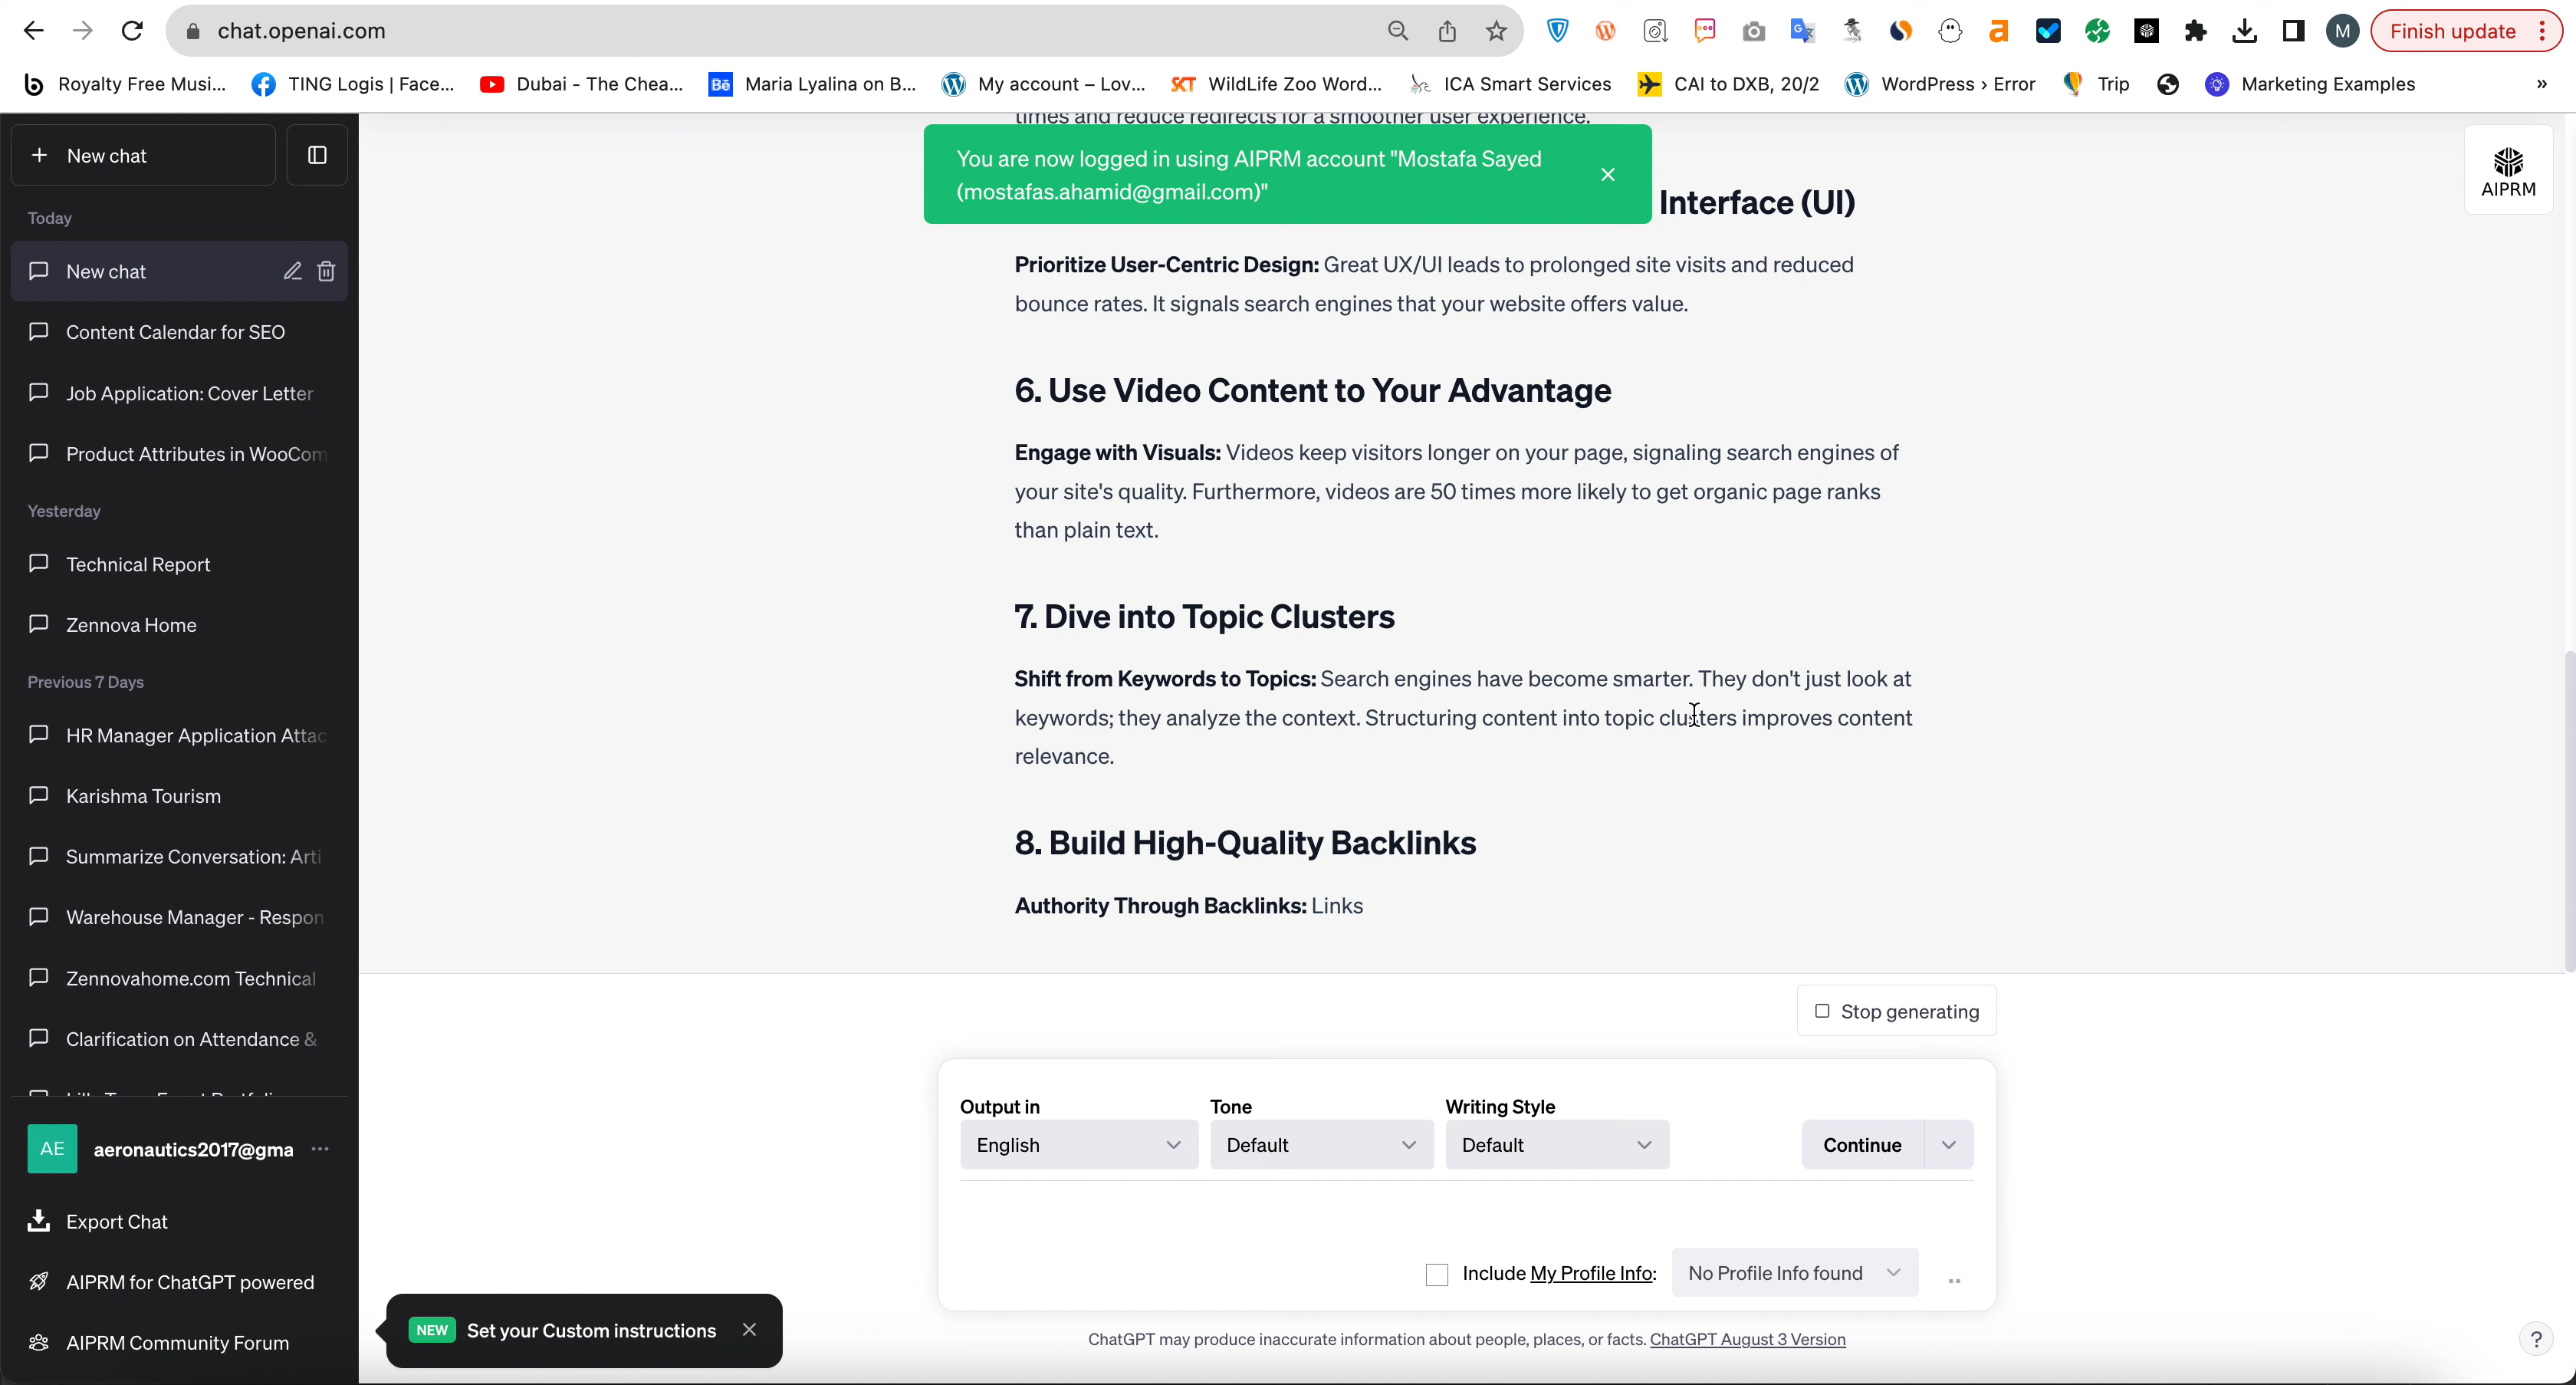 chat.openai.com
Finish update
Royalty Free Musi...
TING Logis | Face...
Dubai - The Chea...
Maria Lyalina on B...
My account – Lov...
WildLife Zoo Word...
ICA Smart Services
CAI to DXB, 20/2
WordPress › Error
Trip
Marketing Examples
»
New chat
Today
New chat
Content Calendar for SEO
Job Application: Cover Letter
Product Attributes in WooCom
Yesterday
Technical Report
Zennova Home
Previous 7 Days
HR Manager Application Attac
Karishma Tourism
Summarize Conversation: Arti
Warehouse Manager - Respon
Zennovahome.com Technical
Clarification on Attendance &
AE
aeronautics2017@gma
Export Chat
AIPRM for ChatGPT powered
AIPRM Community Forum
times and reduce redirects for a smoother user experience.
You are now logged in using AIPRM account "Mostafa Sayed
(mostafas.ahamid@gmail.com)"
Interface (UI)
AIPRM
Prioritize User-Centric Design: Great UX/UI leads to prolonged site visits and reduced
bounce rates. It signals search engines that your website offers value.
6. Use Video Content to Your Advantage
Engage with Visuals: Videos keep visitors longer on your page, signaling search engines of
your site's quality. Furthermore, videos are 50 times more likely to get organic page ranks
than plain text.
7. Dive into Topic Clusters
Shift from Keywords to Topics: Search engines have become smarter. They don't just look at
keywords; they analyze the context. Structuring content into topic clusters improves content
relevance.
8. Build High-Quality Backlinks
Authority Through Backlinks: Links
Stop generating
Output in
Tone
Writing Style
English
Default
Default
Continue
Include My Profile Info:
No Profile Info found
NEW Set your Custom instructions
ChatGPT may produce inaccurate information about people, places, or facts. ChatGPT August 3 Version
?